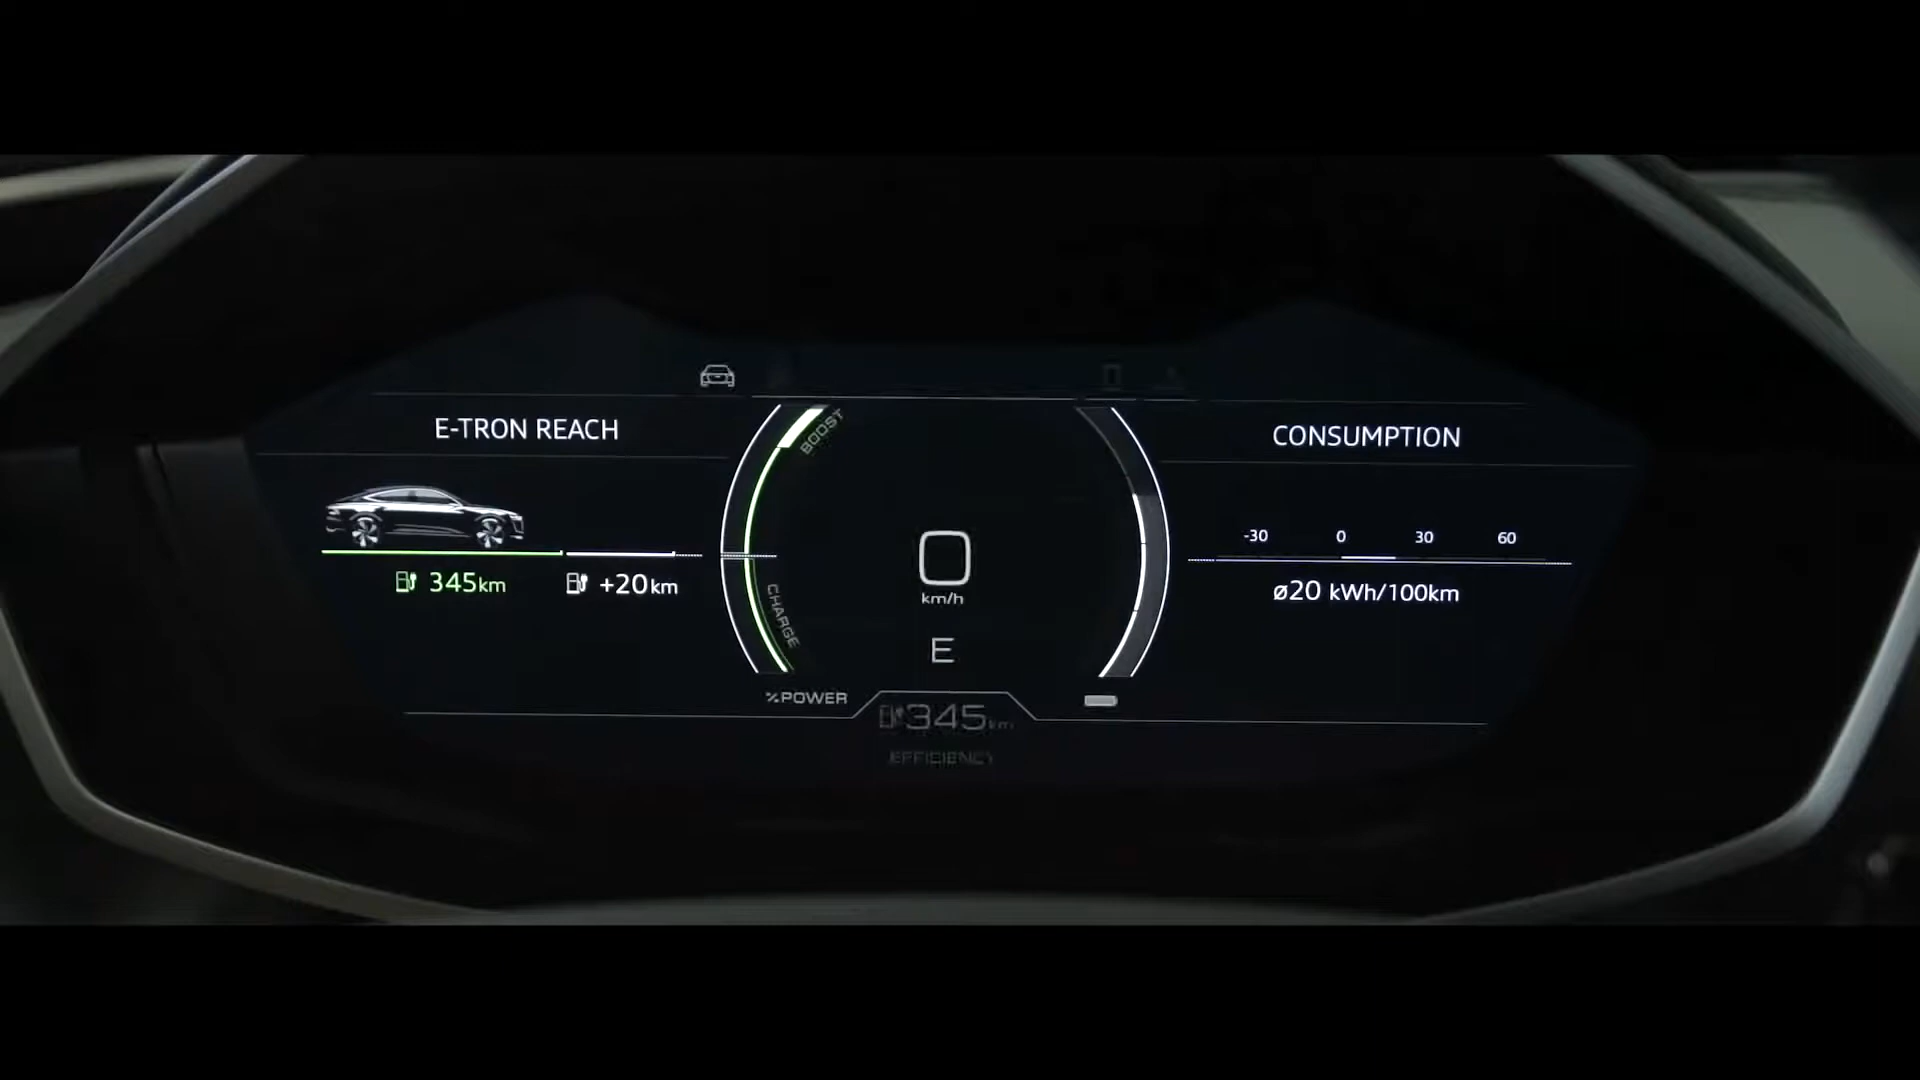 E-TRON REACH
345km
+20km
BOOST
CHARGE
%POWER
0
km/h
E
345km
EFFICIENCY
CONSUMPTION
-30 0 30 60
ø20 kWh/100km